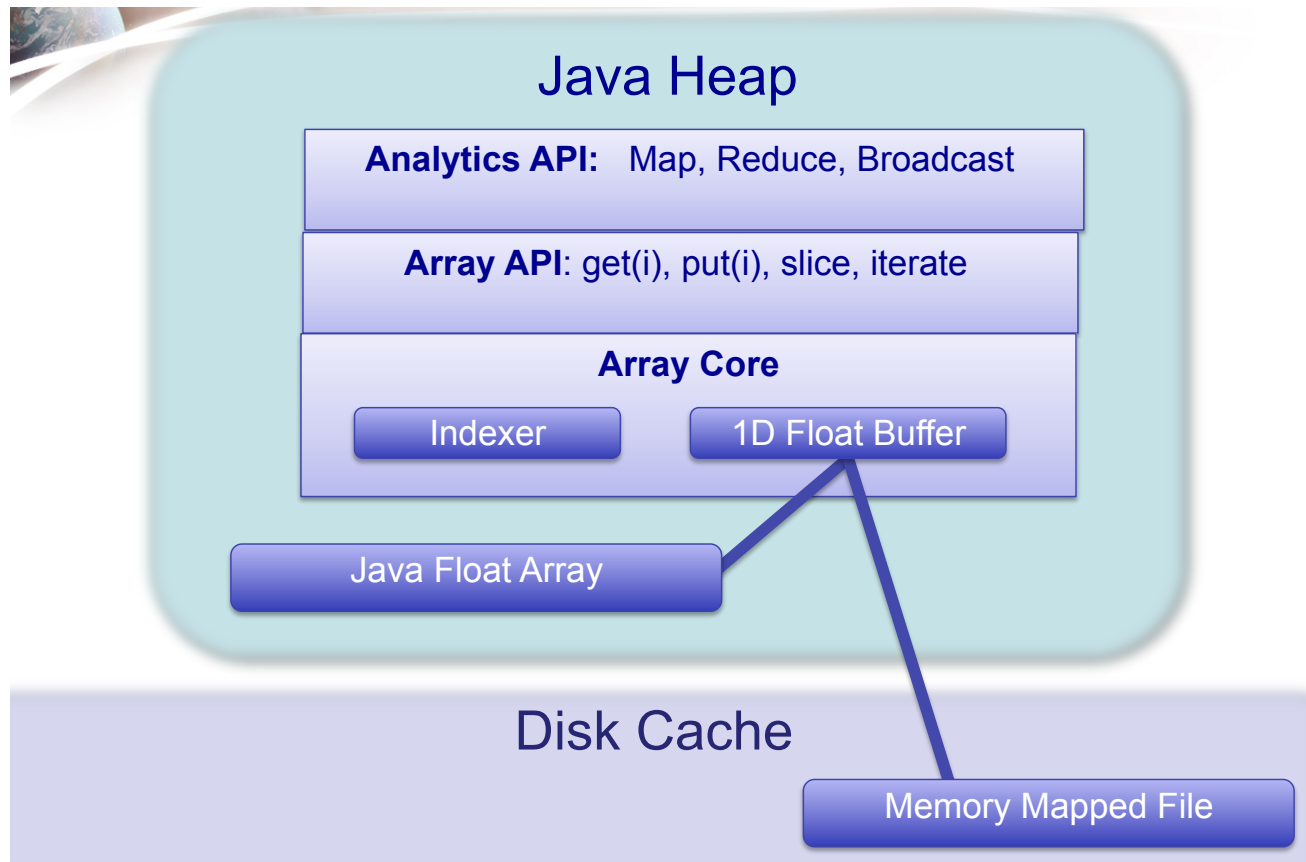 Java Heap
Analytics API: Map, Reduce, Broadcast
Array API: get(i), put(i), slice, iterate
Array Core
Indexer
1D Float Buffer
Java Float Array
Disk Cache
Memory Mapped File